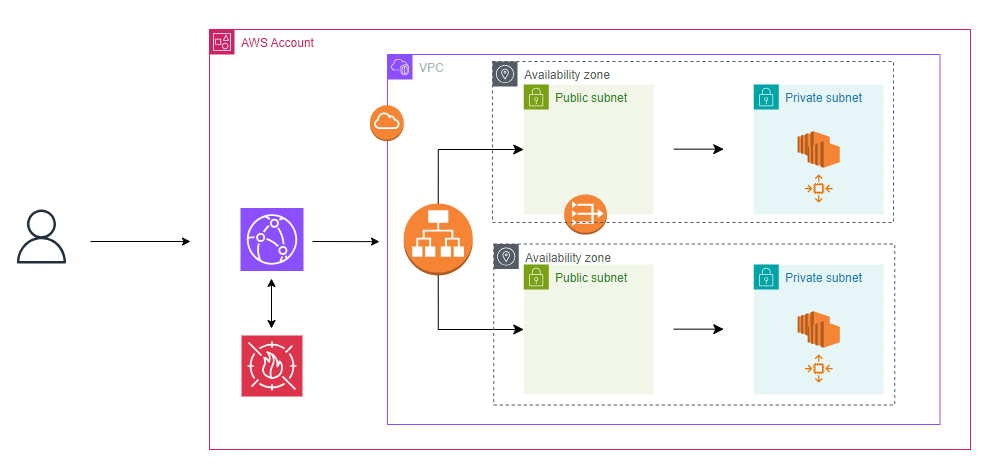 AWS Account
VPC
Availability zone
Public subnet
Private subnet
Availability zone
Public subnet
Private subnet